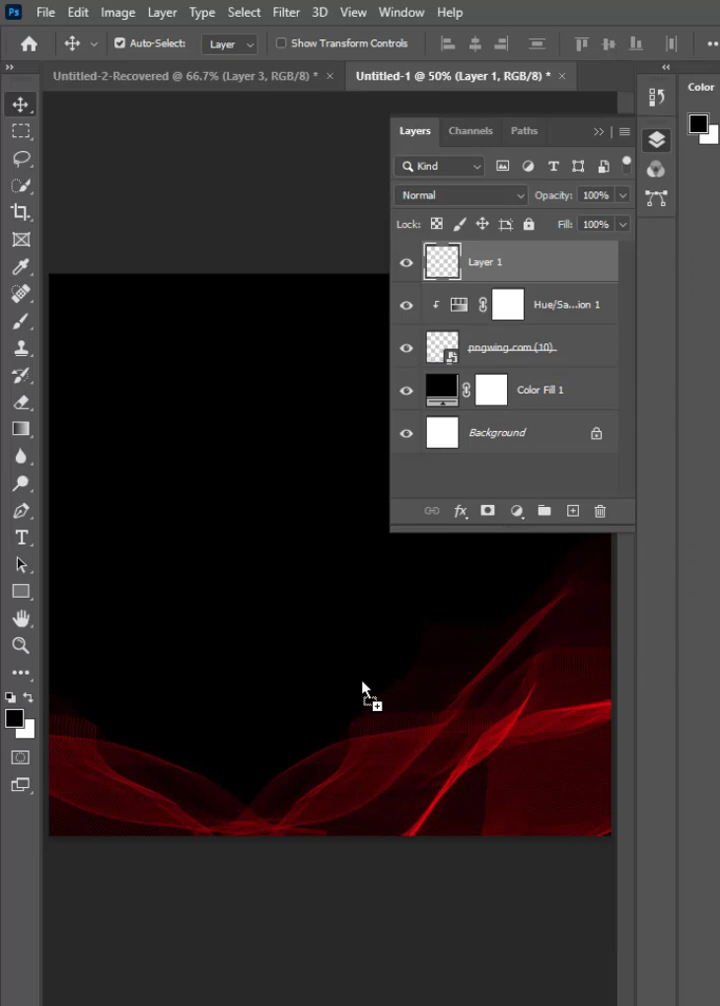 Ps File Edit Image Layer Type Select Filter 3D View Window Help
Auto-Select: Layer Show Transform Controls
Untitled-2-Recovered @ 66.7% (Layer 3, RGB/8) * × Untitled-1 @ 50% (Layer 1, RGB/8) * ×
Color
Layers Channels Paths
Kind
Normal Opacity: 100%
Lock: Fill: 100%
Layer 1
Hue/Sa...ion 1
pngwing.com (10)
Color Fill 1
Background
fx